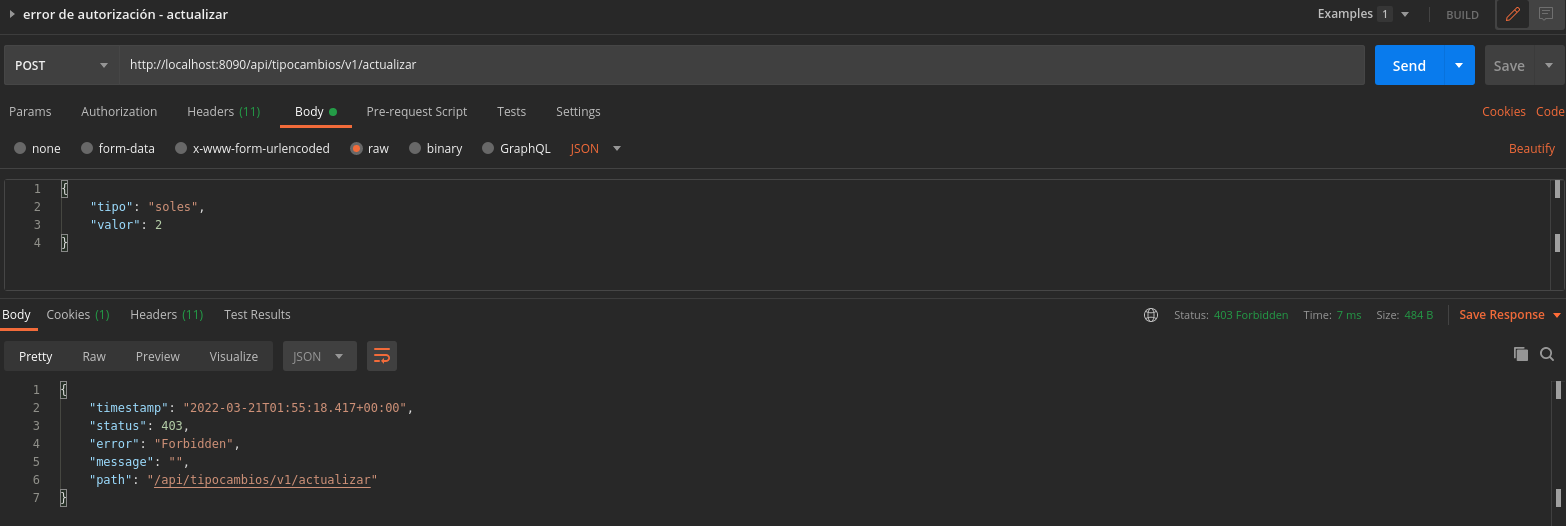 error de autorización - actualizar
Examples 1 BUILD
POST http://localhost:8090/api/tipocambios/v1/actualizar Send Save
Params Authorization Headers (11) Body Pre-request Script Tests Settings Cookies Code
none form-data x-www-form-urlencoded raw binary GraphQL JSON Beautify
1 {
2 "tipo": "soles",
3 "valor": 2
4 }
Body Cookies (1) Headers (11) Test Results Status: 403 Forbidden Time: 7 ms Size: 484 B Save Response
Pretty Raw Preview Visualize JSON
1 {
2 "timestamp": "2022-03-21T01:55:18.417+00:00",
3 "status": 403,
4 "error": "Forbidden",
5 "message": "",
6 "path": "/api/tipocambios/v1/actualizar"
7 }